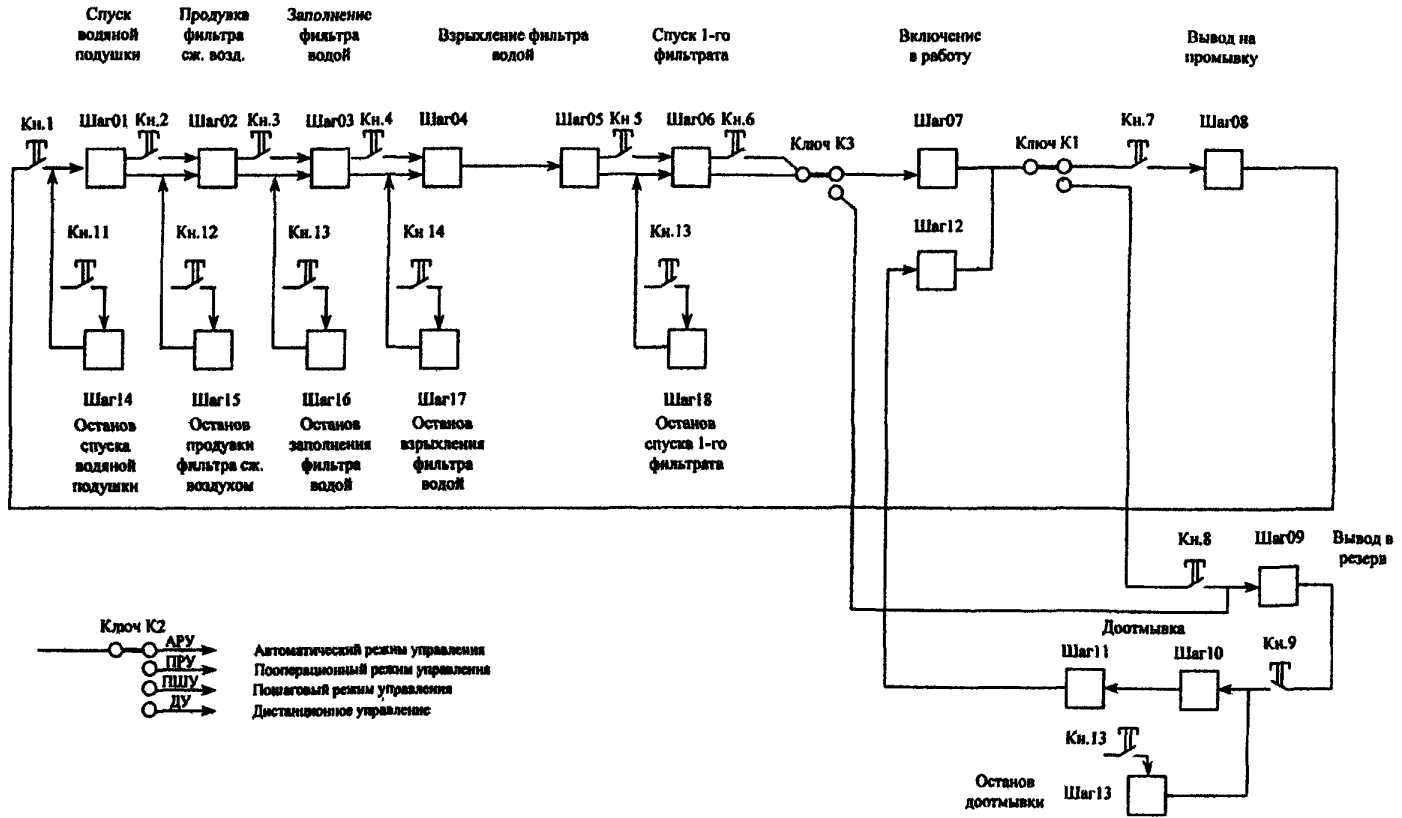 Спуск
водяной
подушки
Продувка
фильтра
сж. возд.
Заполнение
фильтра
водой
Взрыхление фильтра
водой
Спуск 1-го
фильтрата
Включение
в работу
Вывод на
промывку
Кн.1
Шаг01
Кн.2
Шаг02
Кн.3
Шаг03
Кн.4
Шаг04
Шаг05
Кн 5
Шаг06
Кн.6
Ключ К3
Шаг07
Ключ К1
Кн.7
Шаг08
Кн.11
Кн.12
Кн.13
Кн 14
Кн.13
Шаг12
Шаг14
Останов
спуска
водяной
подушки
Шаг15
Останов
продувки
фильтра сж.
воздухом
Шаг16
Останов
заполнения
фильтра
водой
Шаг17
Останов
взрыхления
фильтра
водой
Шаг18
Останов
спуска 1-го
фильтрата
Кн.8
Шаг09
Вывод в
резерв
Ключ К2
АРУ
Автоматический режим управления
ПРУ
Пооперационный режим управления
ПШУ
Пошаговый режим управления
ДУ
Дистанционное управление
Доотмывка
Шаг11
Шаг10
Кн.9
Кн.13
Останов
доотмывки
Шаг13